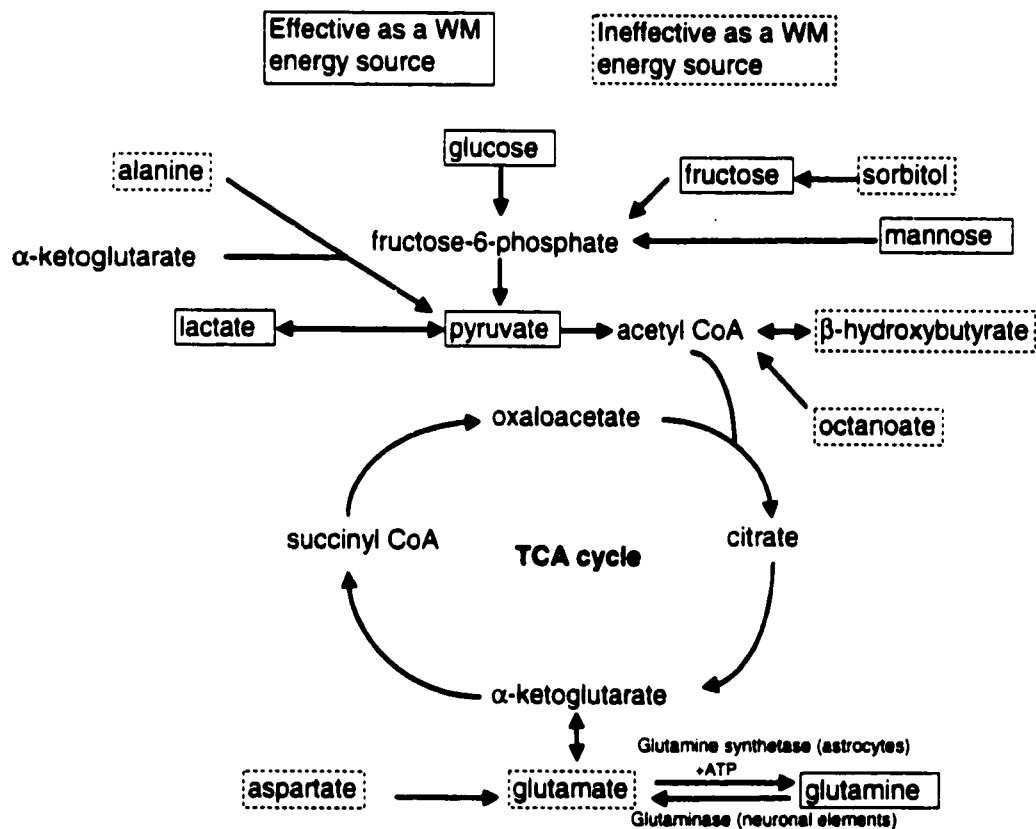 Effective as a WM
energy source
Ineffective as a WM
energy source
glucose
alanine
fructose
sorbitol
fructose-6-phosphate
mannose
α-ketoglutarate
lactate
pyruvate
acetyl CoA
β-hydroxybutyrate
oxaloacetate
octanoate
succinyl CoA
TCA cycle
citrate
α-ketoglutarate
Glutamine synthetase (astrocytes)
+ATP
aspartate
glutamate
glutamine
Glutaminase (neuronal elements)